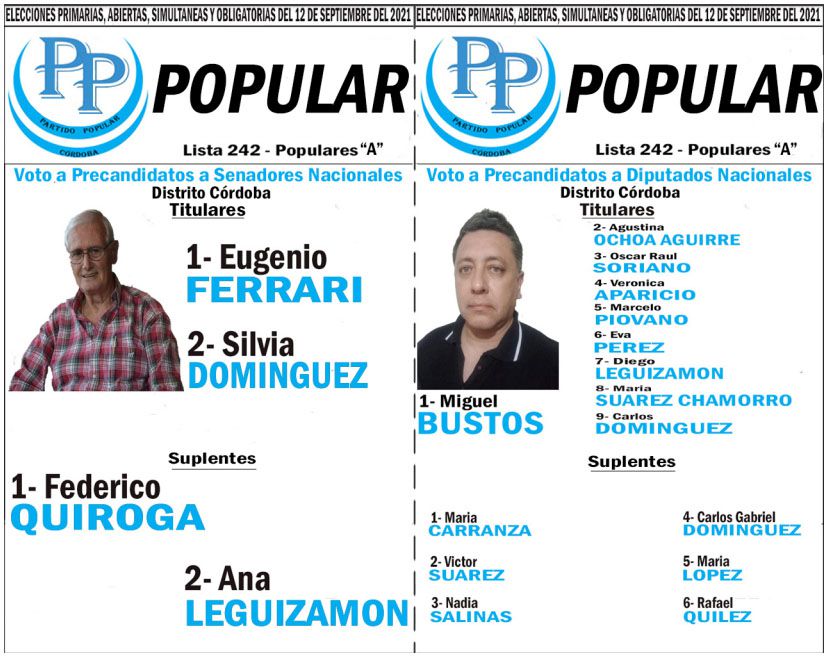 ELECCIONES PRIMARIAS, ABIERTAS, SIMULTANEAS Y OBLIGATORIAS DEL 12 DE SEPTIEMBRE DEL 2021
PP
PARTIDO POPULAR
CÓRDOBA
POPULAR
Lista 242 - Populares “A”
Voto a Precandidatos a Senadores Nacionales
Distrito Córdoba
Titulares
1- Eugenio
FERRARI
2- Silvia
DOMINGUEZ
Suplentes
1- Federico
QUIROGA
2- Ana
LEGUIZAMON
ELECCIONES PRIMARIAS, ABIERTAS, SIMULTANEAS Y OBLIGATORIAS DEL 12 DE SEPTIEMBRE DEL 2021
PP
PARTIDO POPULAR
CÓRDOBA
POPULAR
Lista 242 - Populares “A”
Voto a Precandidatos a Diputados Nacionales
Distrito Córdoba
Titulares
1- Miguel
BUSTOS
2- Agustina
OCHOA AGUIRRE
3- Oscar Raul
SORIANO
4- Veronica
APARICIO
5- Marcelo
PIOVANO
6- Eva
PEREZ
7- Diego
LEGUIZAMON
8- María
SUAREZ CHAMORRO
9- Carlos
DOMINGUEZ
Suplentes
1- Maria
CARRANZA
2- Victor
SUAREZ
3- Nadia
SALINAS
4- Carlos Gabriel
DOMINGUEZ
5- Maria
LOPEZ
6- Rafael
QUILEZ